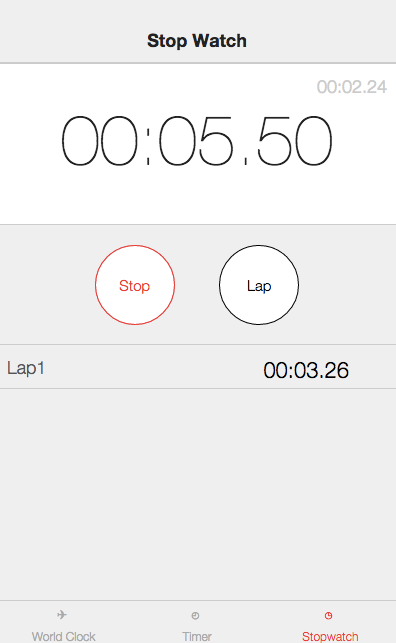 Stop Watch
00:02.24
00:05.50
Stop Lap
Lap1 00:03.26
World Clock Timer Stopwatch